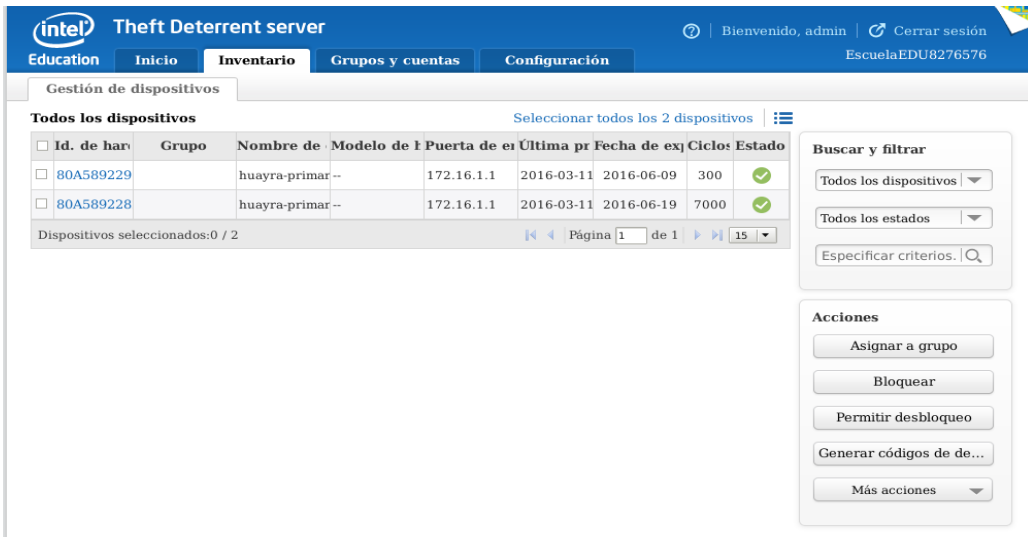 intel Theft Deterrent server
Education
Bienvenido, admin | Cerrar sesión
EscuelaEDU8276576
Inicio Inventario Grupos y cuentas Configuración
Gestión de dispositivos
Todos los dispositivos Seleccionar todos los 2 dispositivos
Id. de har Grupo Nombre de Modelo de Puerta de Última pr Fecha de ex Ciclos Estado
80A589229 huayra-primar -- 172.16.1.1 2016-03-11 2016-06-09 300
80A589228 huayra-primar -- 172.16.1.1 2016-03-11 2016-06-19 7000
Dispositivos seleccionados:0 / 2 Página 1 de 1 15
Buscar y filtrar
Todos los dispositivos
Todos los estados
Especificar criterios.
Acciones
Asignar a grupo
Bloquear
Permitir desbloqueo
Generar códigos de de...
Más acciones